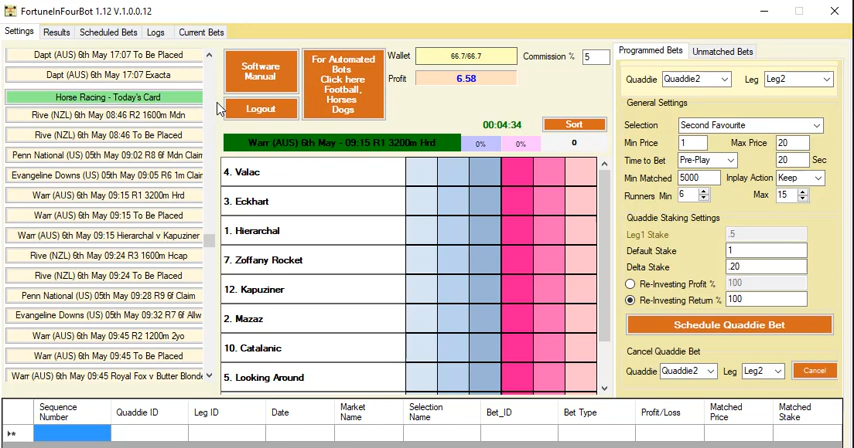 FortuneInFourBot 1.12 V.1.0.0.12
Settings Results Scheduled Bets Logs Current Bets
Dapt (AUS) 6th May 17:07 To Be Placed
Dapt (AUS) 6th May 17:07 Exacta
Horse Racing - Today's Card
Rive (NZL) 6th May 08:46 R2 1600m Mdn
Rive (NZL) 6th May 08:46 To Be Placed
Penn National (US) 05th May 09:02 R8 6f Mdn Claim
Evangeline Downs (US) 05th May 09:05 R6 1m Claim
Warr (AUS) 6th May 09:15 R1 3200m Hrd
Warr (AUS) 6th May 09:15 To Be Placed
Warr (AUS) 6th May 09:15 Hierarchal v Kapuziner
Rive (NZL) 6th May 09:24 R3 1600m Hcap
Rive (NZL) 6th May 09:24 To Be Placed
Penn National (US) 05th May 09:28 R9 6f Claim
Evangeline Downs (US) 05th May 09:32 R7 6f Allw
Warr (AUS) 6th May 09:45 R2 1200m 2yo
Warr (AUS) 6th May 09:45 To Be Placed
Warr (AUS) 6th May 09:45 Royal Fox v Butter Blonde
Software
Manual
Logout
For Automated
Bots
Click here
Football,
Horses
Dogs
Wallet 66.7/66.7 Commission % 5
Profit 6.58
00:04:34 Sort
Warr (AUS) 6th May - 09:15 R1 3200m Hrd 0% 0% 0
4. Valac
3. Eckhart
1. Hierarchal
7. Zoffany Rocket
12. Kapuziner
2. Mazaz
10. Catalanic
5. Looking Around
Programmed Bets Unmatched Bets
Quaddie Quaddie2 Leg Leg2
General Settings
Selection Second Favourite
Min Price 1 Max Price 20
Time to Bet Pre-Play 20 Sec
Min Matched 5000 Inplay Action Keep
Runners Min 6 Max 15
Quaddie Staking Settings
Leg1 Stake .5
Default Stake 1
Delta Stake .20
Re-Investing Profit % 100
Re-Investing Return % 100
Schedule Quaddie Bet
Cancel Quaddie Bet
Quaddie Quaddie2 Leg Leg2 Cancel
Sequence Number Quaddie ID Leg ID Date Market Name Selection Name Bet_ID Bet Type Profit/Loss Matched Price Matched Stake